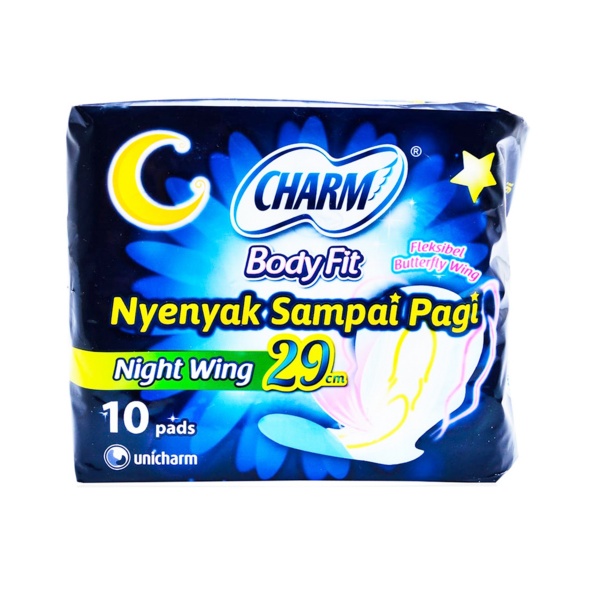 CHARM®
Body Fit
Fleksibel
Butterfly Wing
Nyenyak Sampai Pagi
Night Wing 29cm
10 pads
unicharm